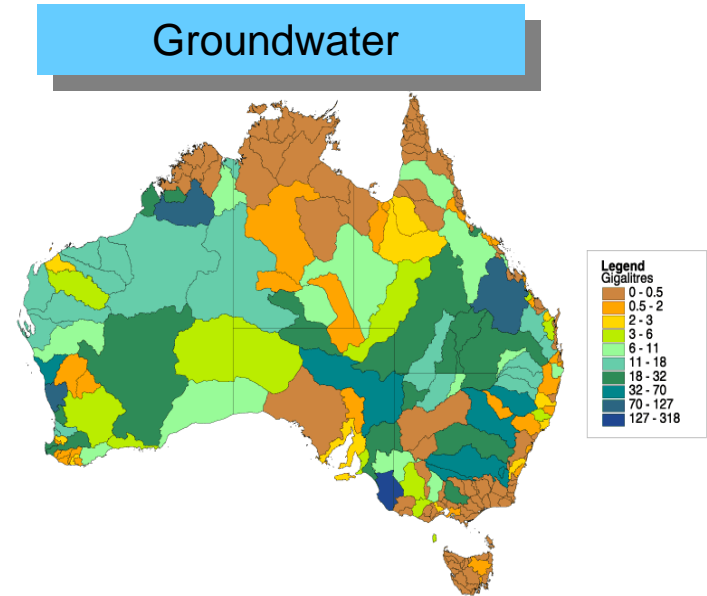 Groundwater
Legend
Gigalitres
0 - 0.5
0.5 - 2
2 - 3
3 - 6
6 - 11
11 - 18
18 - 32
32 - 70
70 - 127
127 - 318